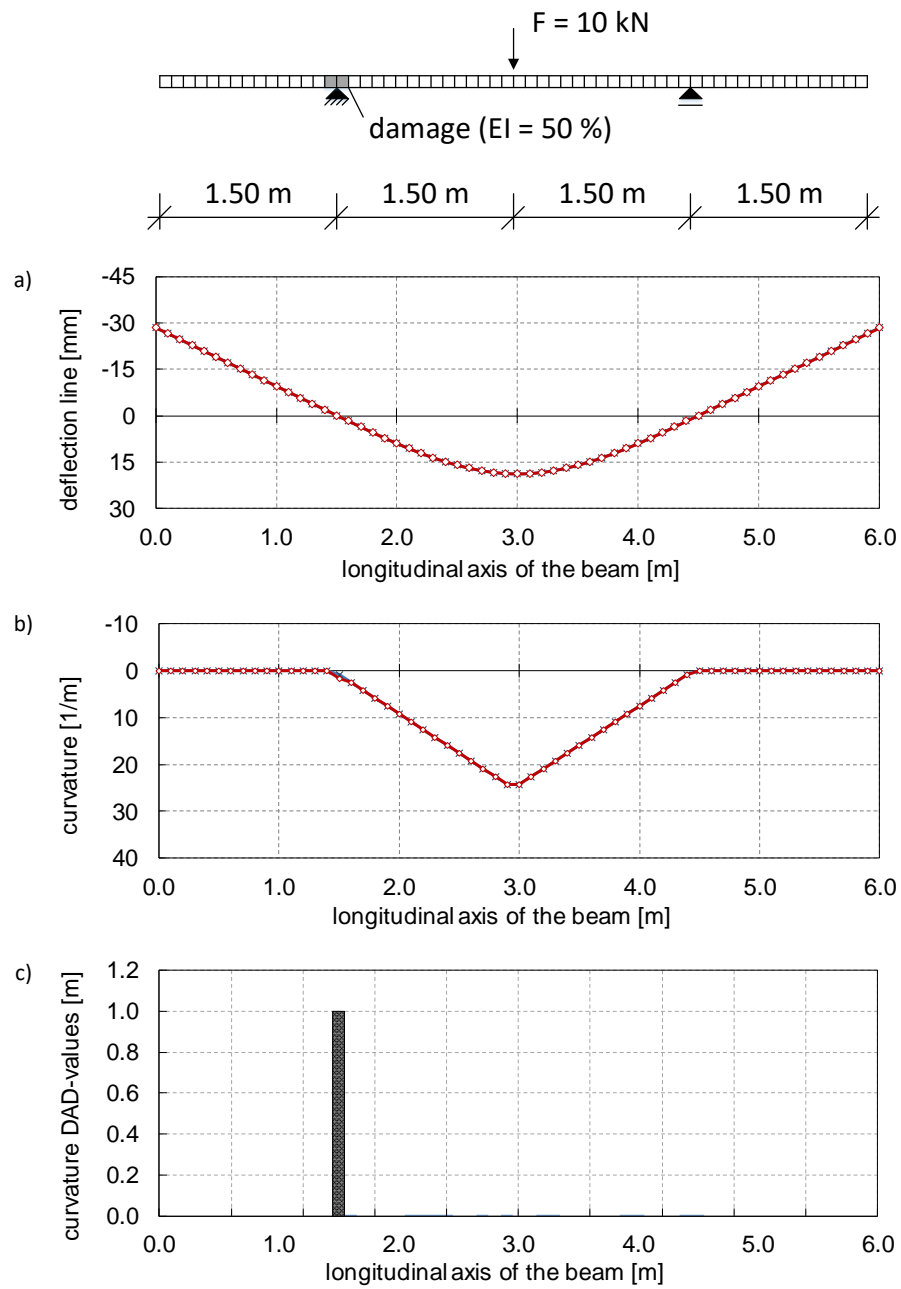 F = 10 kN
damage (EI = 50 %)
1.50 m 1.50 m 1.50 m 1.50 m
a)
deflection line [mm]
-45
-30
-15
0
15
30
0.0 1.0 2.0 3.0 4.0 5.0 6.0
longitudinal axis of the beam [m]
b)
curvature [1/m]
-10
0
10
20
30
40
0.0 1.0 2.0 3.0 4.0 5.0 6.0
longitudinal axis of the beam [m]
c)
curvature DAD-values [m]
1.2
1.0
0.8
0.6
0.4
0.2
0.0
0.0 1.0 2.0 3.0 4.0 5.0 6.0
longitudinal axis of the beam [m]